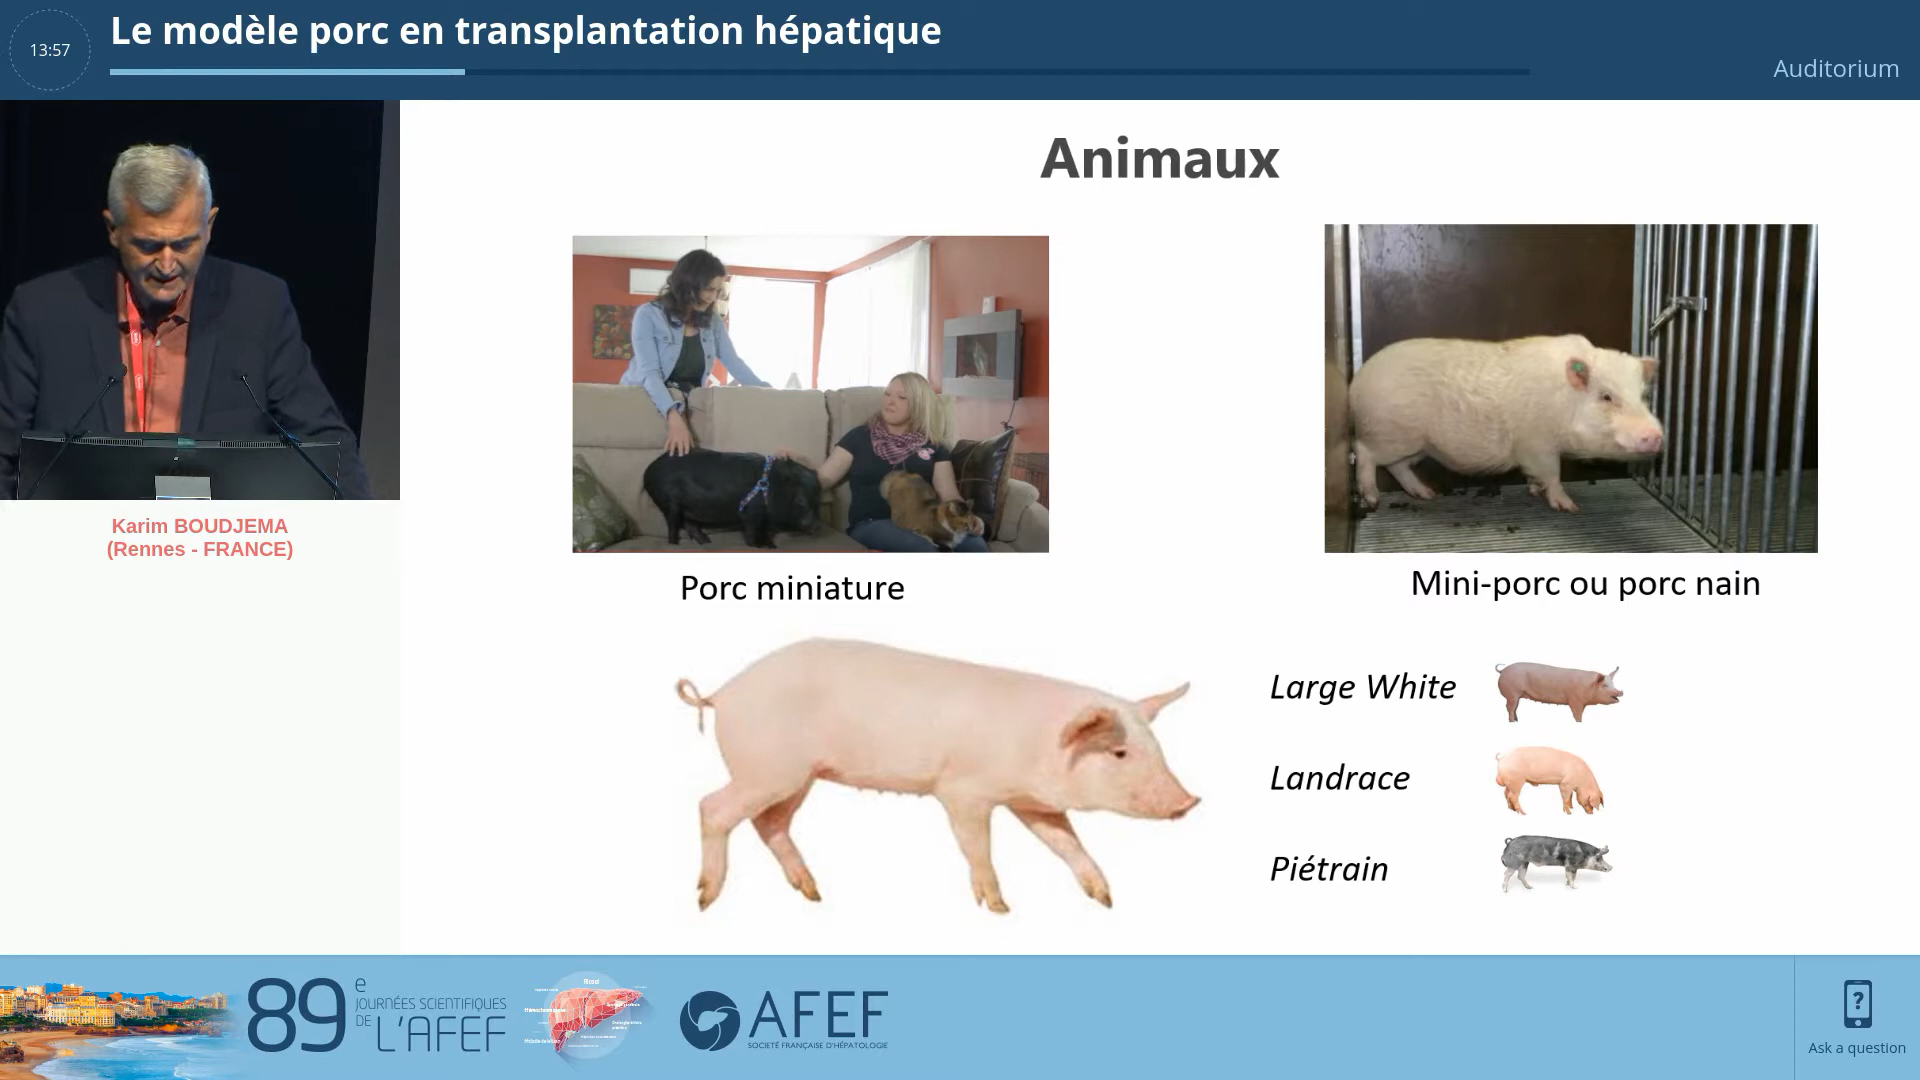 13:57
Le modèle porc en transplantation hépatique
Auditorium
Karim BOUDJEMA
(Rennes - FRANCE)
Animaux
Porc miniature
Mini-porc ou porc nain
Large White
Landrace
Piétrain
89e
JOURNÉES SCIENTIFIQUES
DE L'AFEF
AFEF
SOCIÉTÉ FRANÇAISE D'HÉPATOLOGIE
?
Ask a question